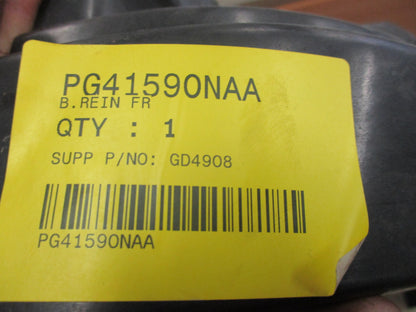 PG41590NAA
B.REIN FR
QTY : 1
SUPP P/NO: GD4908
PG41590NAA